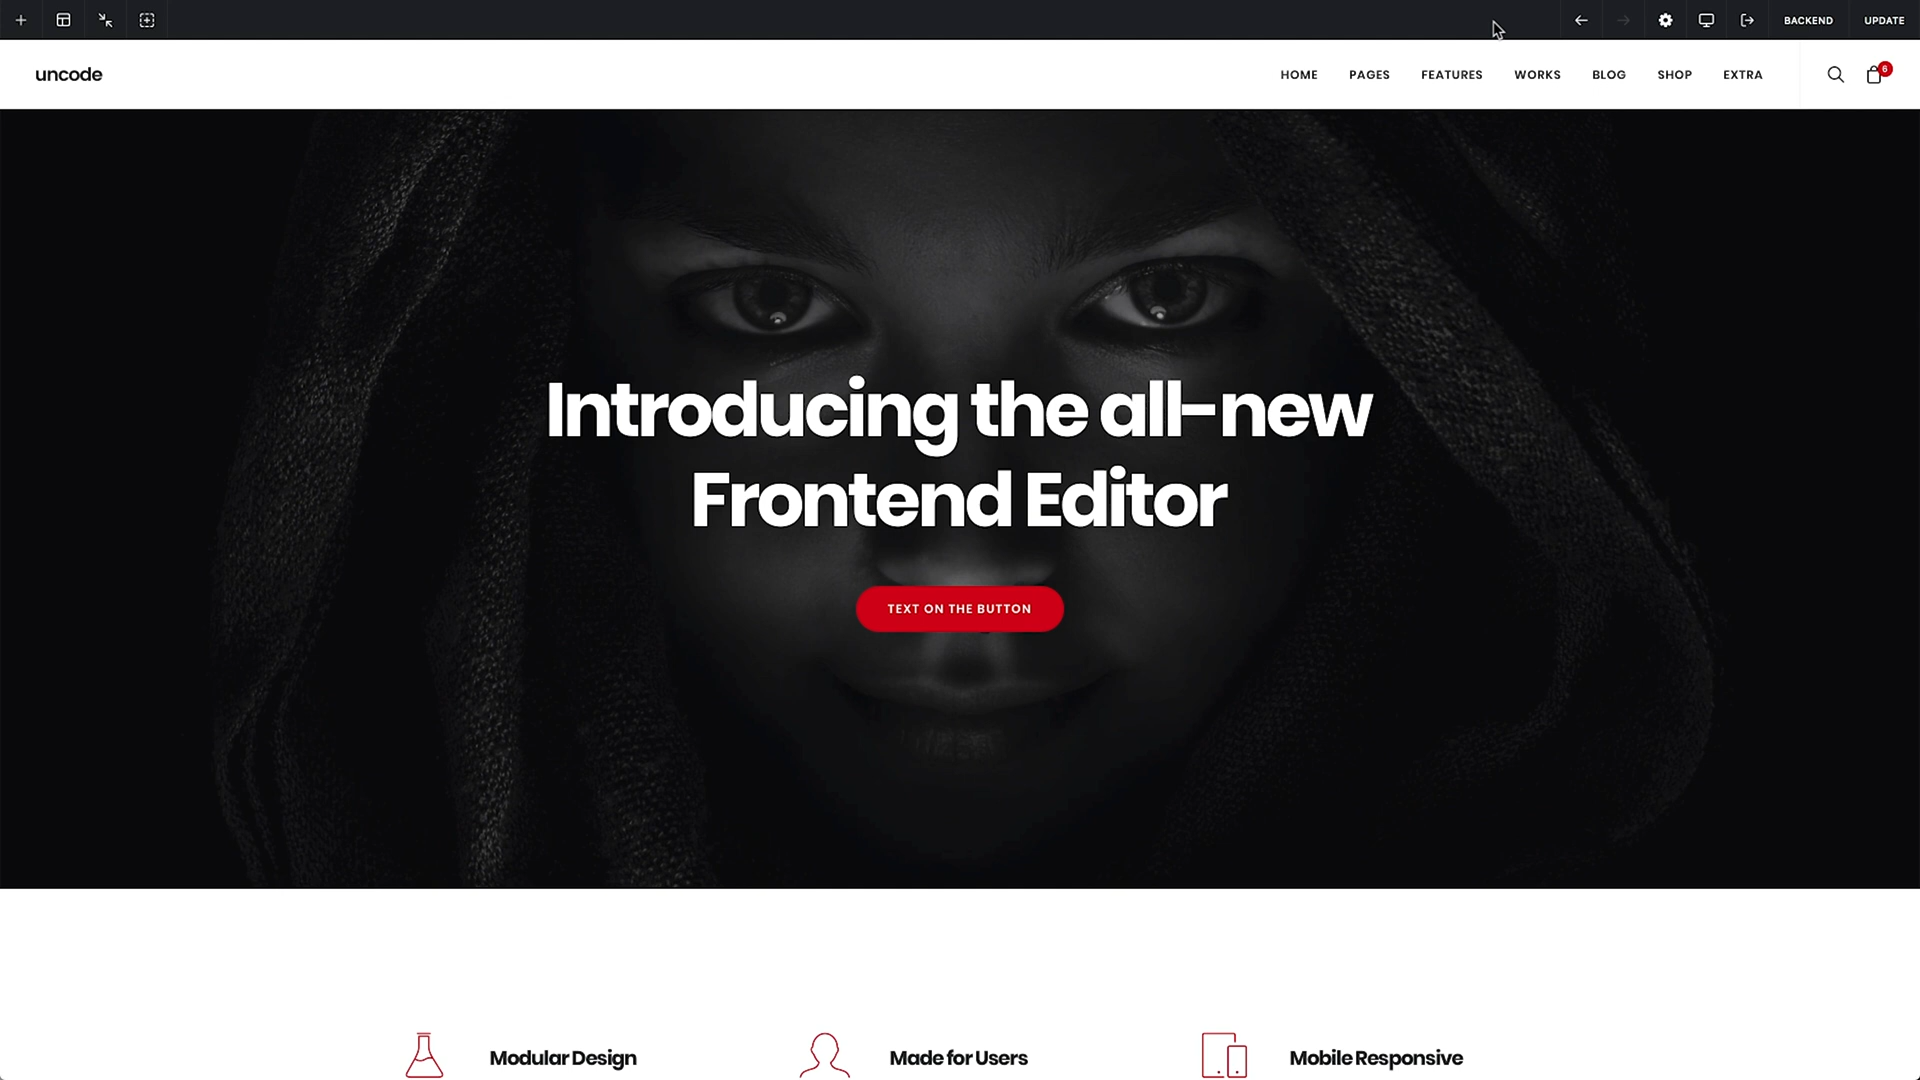 BACKEND
UPDATE
uncode
HOME
PAGES
FEATURES
WORKS
BLOG
SHOP
EXTRA
6
Introducing the all-new
Frontend Editor
TEXT ON THE BUTTON
Modular Design
Made for Users
Mobile Responsive